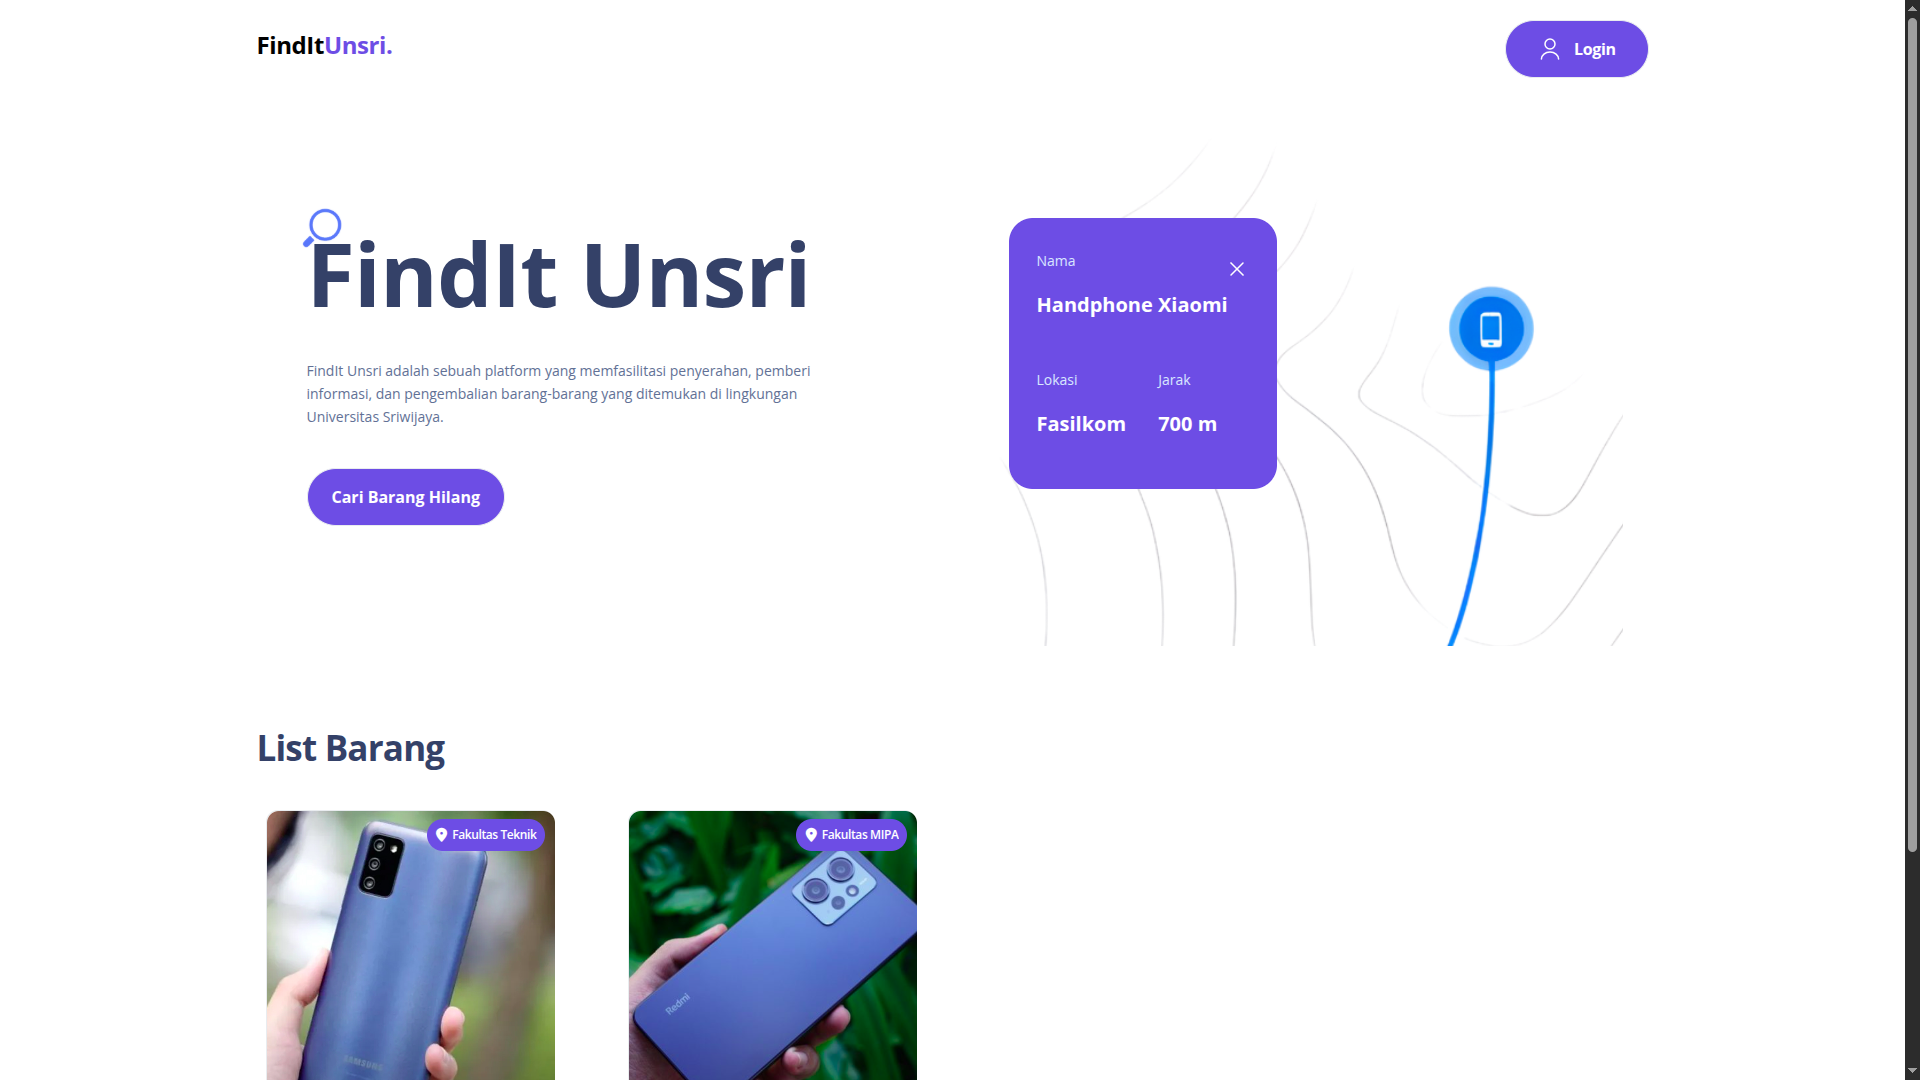 FindItUnsri.
Login
FindIt Unsri
FindIt Unsri adalah sebuah platform yang memfasilitasi penyerahan, pemberi
informasi, dan pengembalian barang-barang yang ditemukan di lingkungan
Universitas Sriwijaya.
Cari Barang Hilang
Nama
Handphone Xiaomi
Lokasi Jarak
Fasilkom 700 m
List Barang
Fakultas Teknik
SAMSUNG
Fakultas MIPA
Redmi